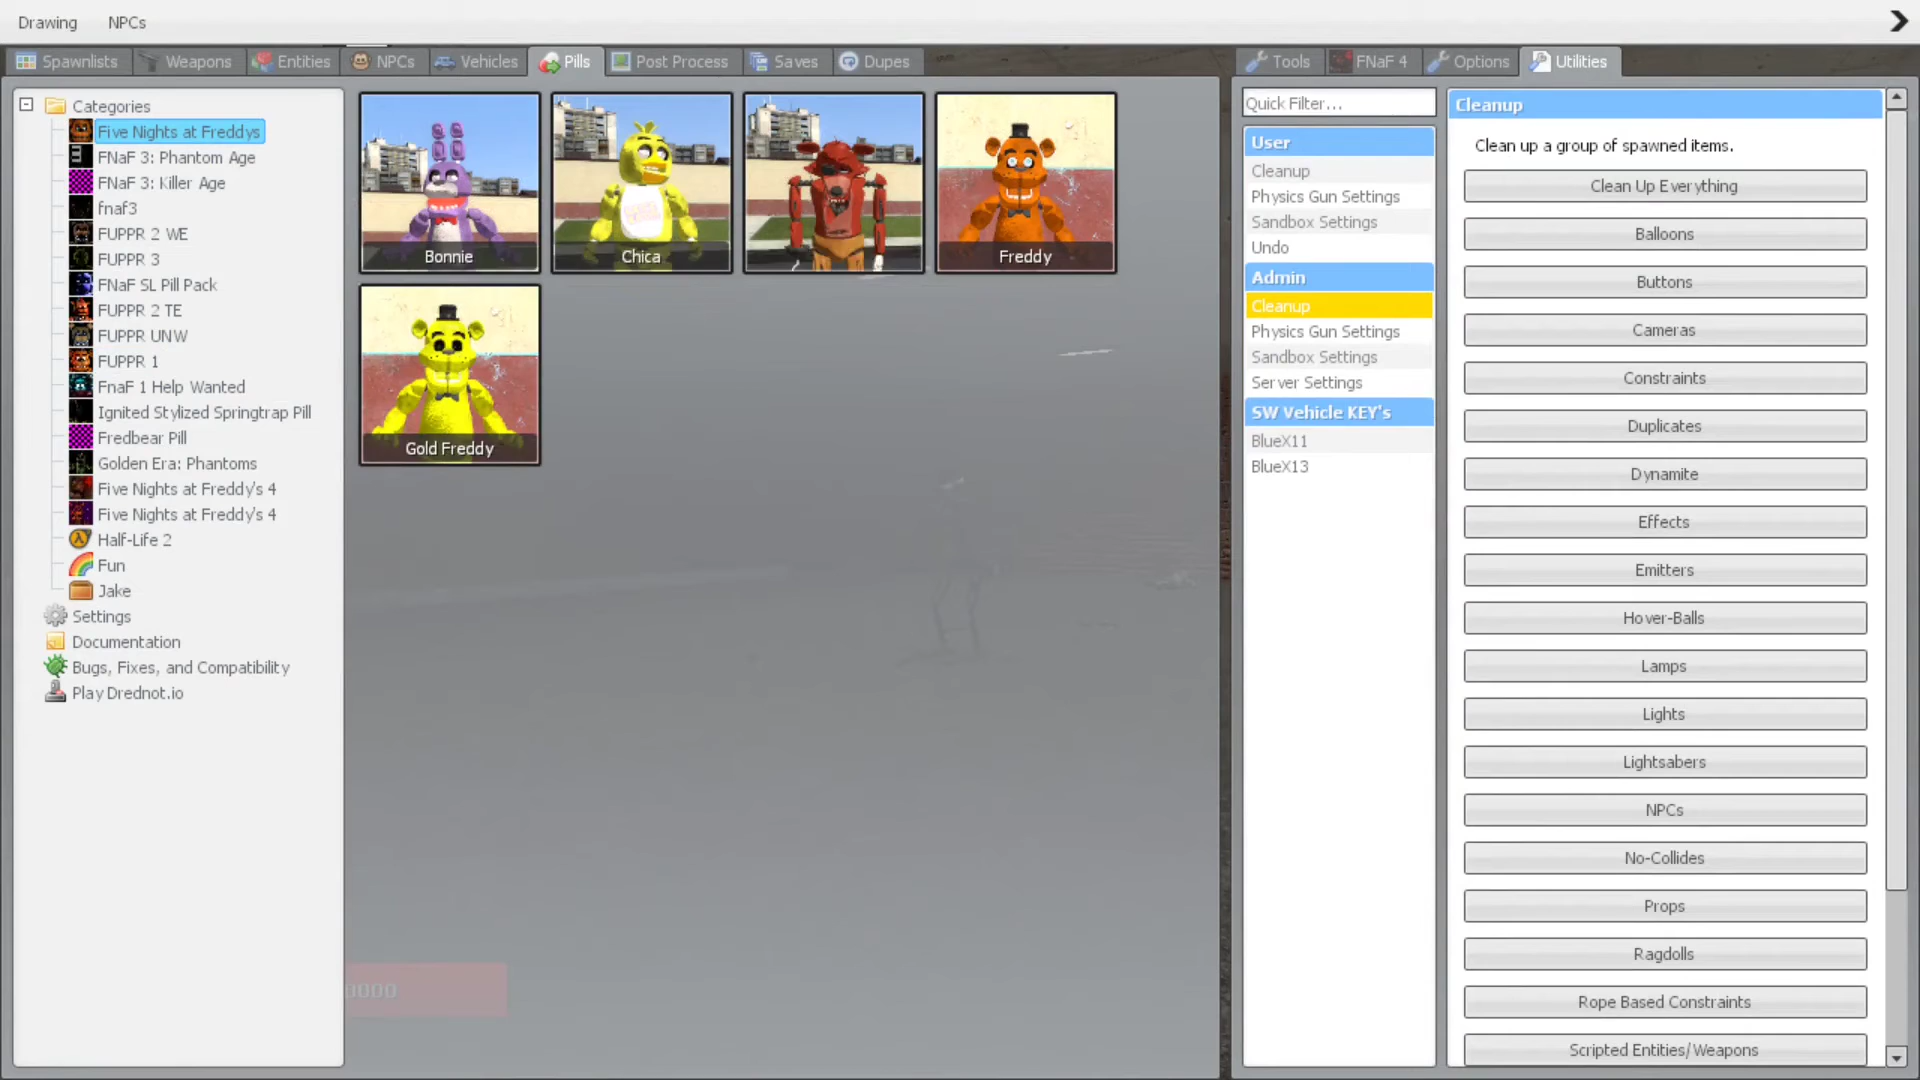 Drawing
NPCs
Spawnlists
Weapons
Entities
NPCs
Vehicles
Pills
Post Process
Saves
Dupes
Tools
FNaF 4
Options
Utilities
Categories
Five Nights at Freddys
FNaF 3: Phantom Age
FNaF 3: Killer Age
fnaf3
FUPPR 2 WE
FUPPR 3
FNaF SL Pill Pack
FUPPR 2 TE
FUPPR UNW
FUPPR 1
FnaF 1 Help Wanted
Ignited Stylized Springtrap Pill
Fredbear Pill
Golden Era: Phantoms
Five Nights at Freddy's 4
Five Nights at Freddy's 4
Half-Life 2
Fun
Jake
Settings
Documentation
Bugs, Fixes, and Compatibility
Play Drednot.io
Bonnie
Chica
Freddy
Gold Freddy
Quick Filter...
User
Cleanup
Physics Gun Settings
Sandbox Settings
Undo
Admin
Cleanup
Physics Gun Settings
Sandbox Settings
Server Settings
SW Vehicle KEY's
BlueX11
BlueX13
Cleanup
Clean up a group of spawned items.
Clean Up Everything
Balloons
Buttons
Cameras
Constraints
Duplicates
Dynamite
Effects
Emitters
Hover-Balls
Lamps
Lights
Lightsabers
NPCs
No-Collides
Props
Ragdolls
Rope Based Constraints
Scripted Entities/Weapons